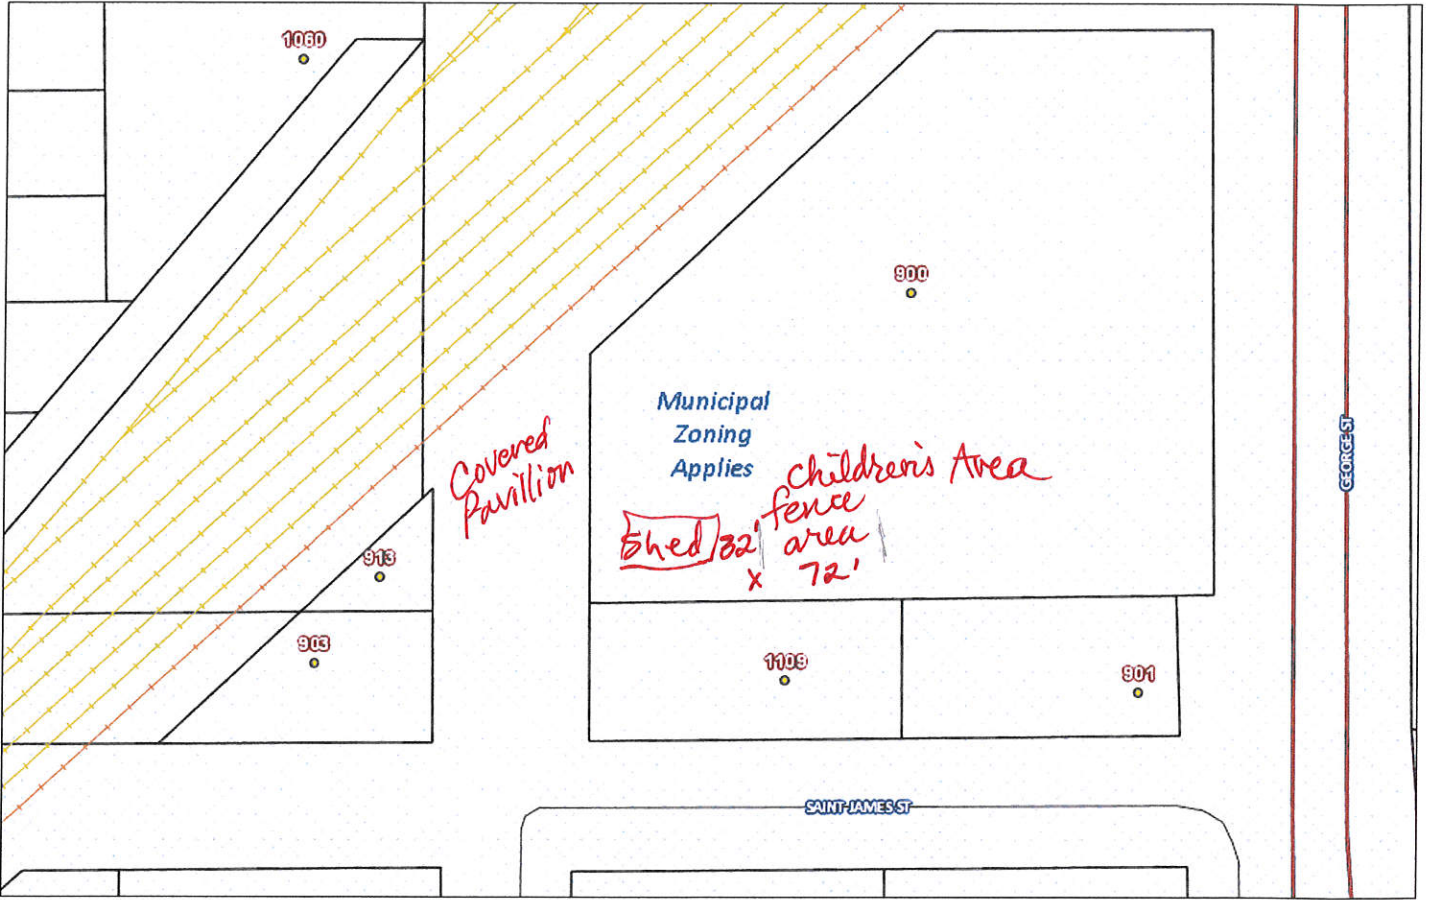 1060
900
Municipal
Zoning
Applies
Covered
Pavillion
Children's Area
fence
Shed 32' area
x 72'
913
903
1109
901
GEORGE ST
SAINT JAMES ST